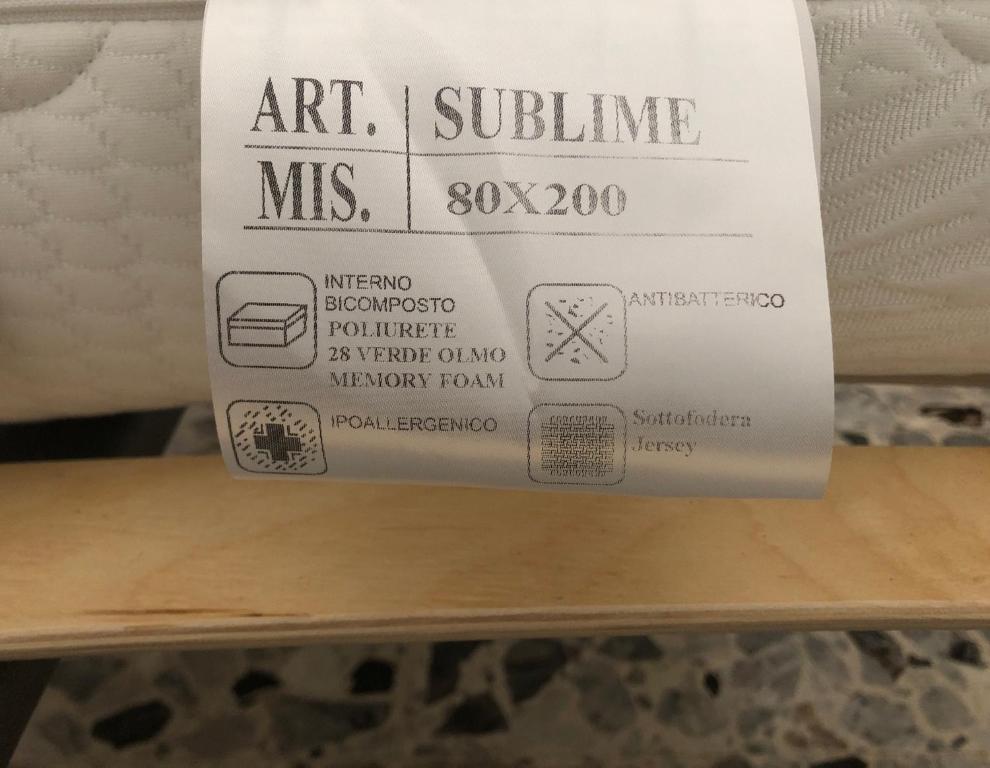 ART. SUBLIME
MIS. 80X200
INTERNO
BICOMPOSTO
POLIURETE
28 VERDE OLMO
MEMORY FOAM
ANTIBATTERICO
IPOALLERGENICO
Sottofodera
Jersey